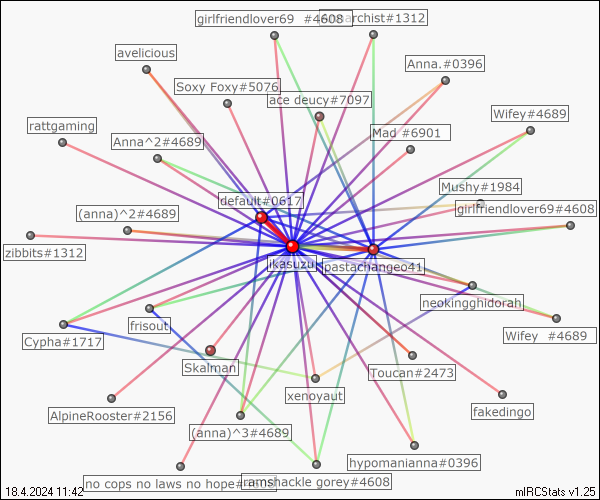 girlfriendlover69 #4608
archist#1312
avelicious
Anna.#0396
Soxy Foxy#5076
ace deucy#7097
Wifey#4689
rattgaming
Anna^2#4689
Mad #6901
Mushy#1984
default#0617
(anna)^2#4689
girlfriendlover69#4608
zibbits#1312
ikasuzu
pastachangeo41
neokingghidorah
frisout
Cypha#1717
Wifey #4689
Skalman
Toucan#2473
xenoyaut
AlpineRooster#2156
fakedingo
(anna)^3#4689
hypomanianna#0396
no cops no laws no hope#
ramshackle gorey#4608
18.4.2024 11:42
mIRCStats v1.25